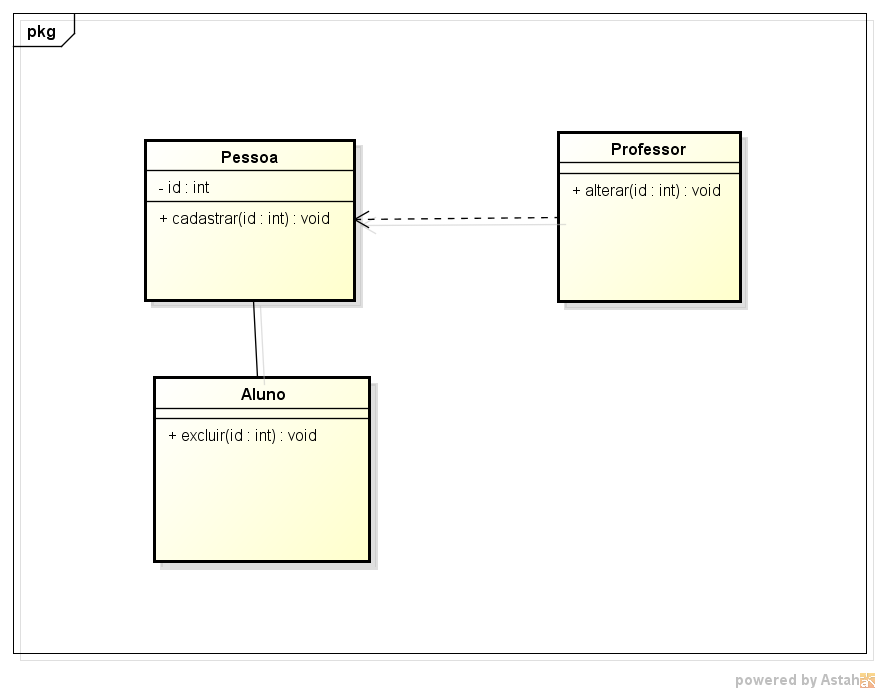 pkg
Pessoa
- id : int
+ cadastrar(id : int) : void
Professor
+ alterar(id : int) : void
Aluno
+ excluir(id : int) : void
powered by Astah